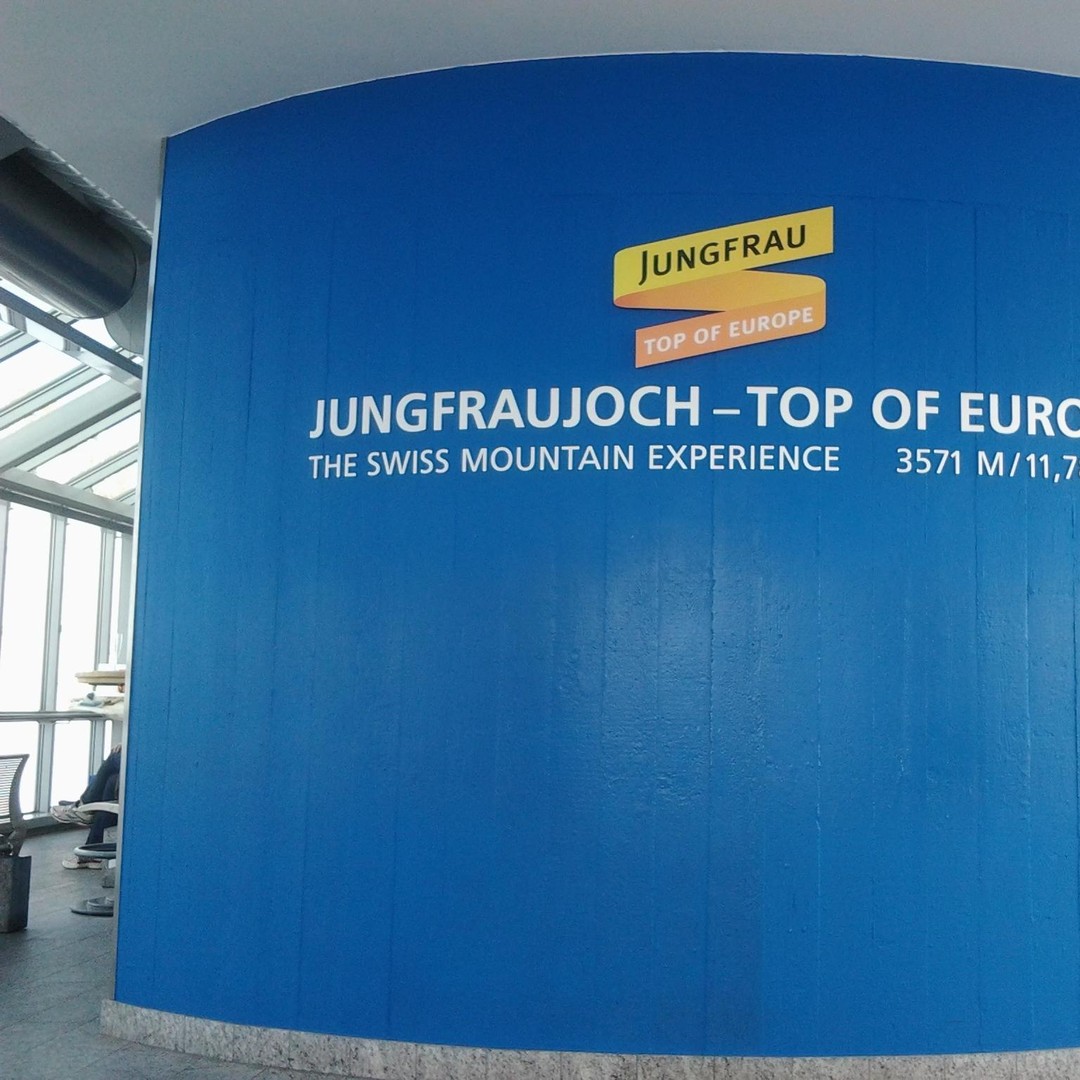 JUNGFRAU
TOP OF EUROPE
JUNGFRAUJOCH – TOP OF EURO
THE SWISS MOUNTAIN EXPERIENCE 3571 M / 11,7